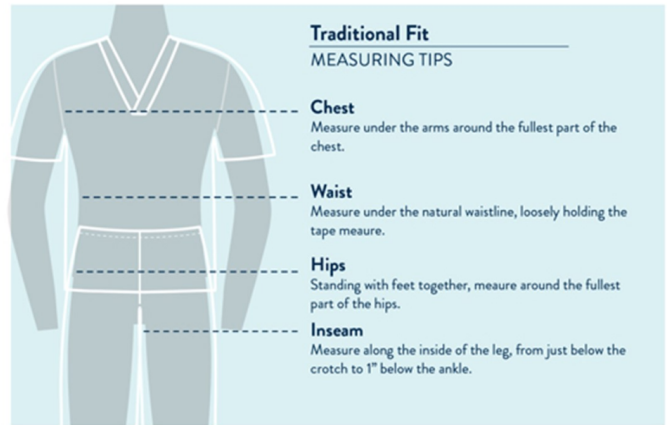 Traditional Fit
MEASURING TIPS
Chest
Measure under the arms around the fullest part of the
chest.
Waist
Measure under the natural waistline, loosely holding the
tape meaure.
Hips
Standing with feet together, meaure around the fullest
part of the hips.
Inseam
Measure along the inside of the leg, from just below the
crotch to 1" below the ankle.